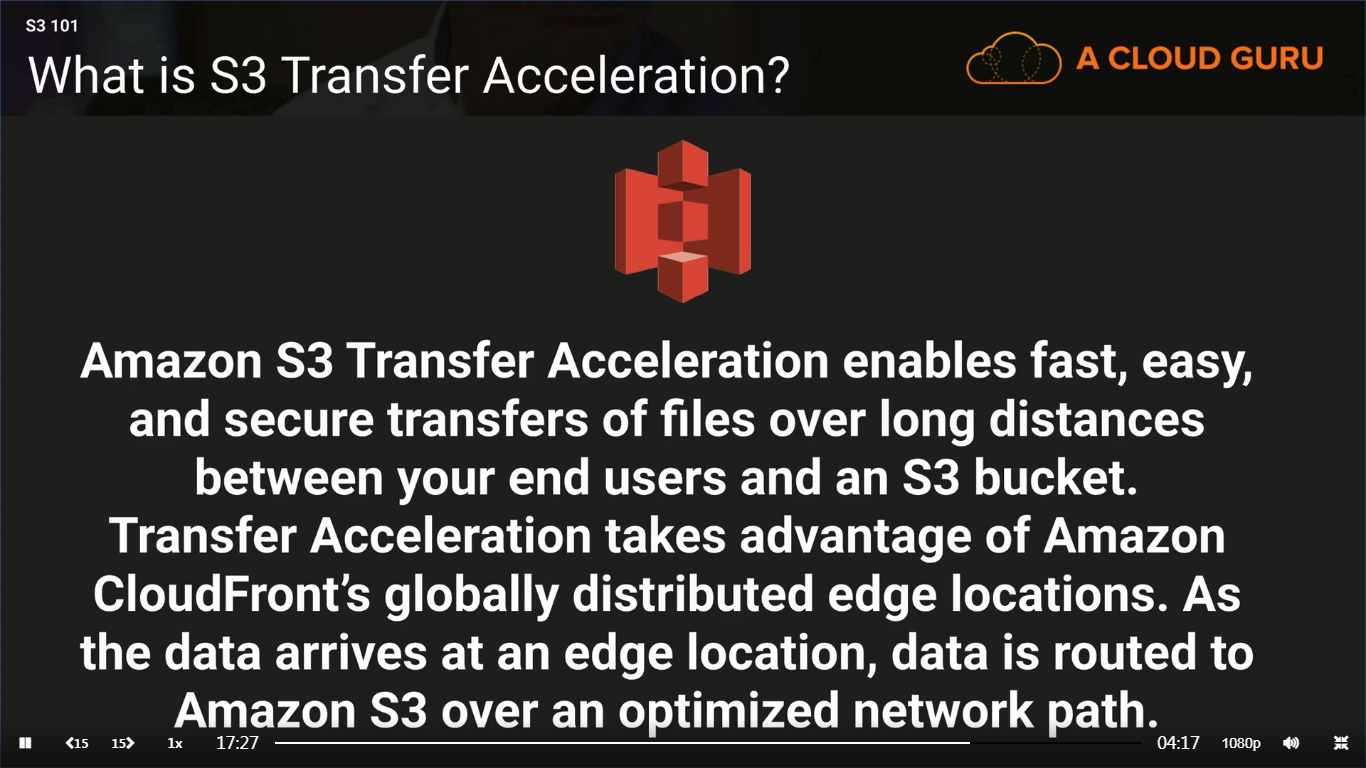 S3 101
What is S3 Transfer Acceleration?
A CLOUD GURU
Amazon S3 Transfer Acceleration enables fast, easy,
and secure transfers of files over long distances
between your end users and an S3 bucket.
Transfer Acceleration takes advantage of Amazon
CloudFront’s globally distributed edge locations. As
the data arrives at an edge location, data is routed to
Amazon S3 over an optimized network path.
15 15 1x 17:27 04:17 1080p